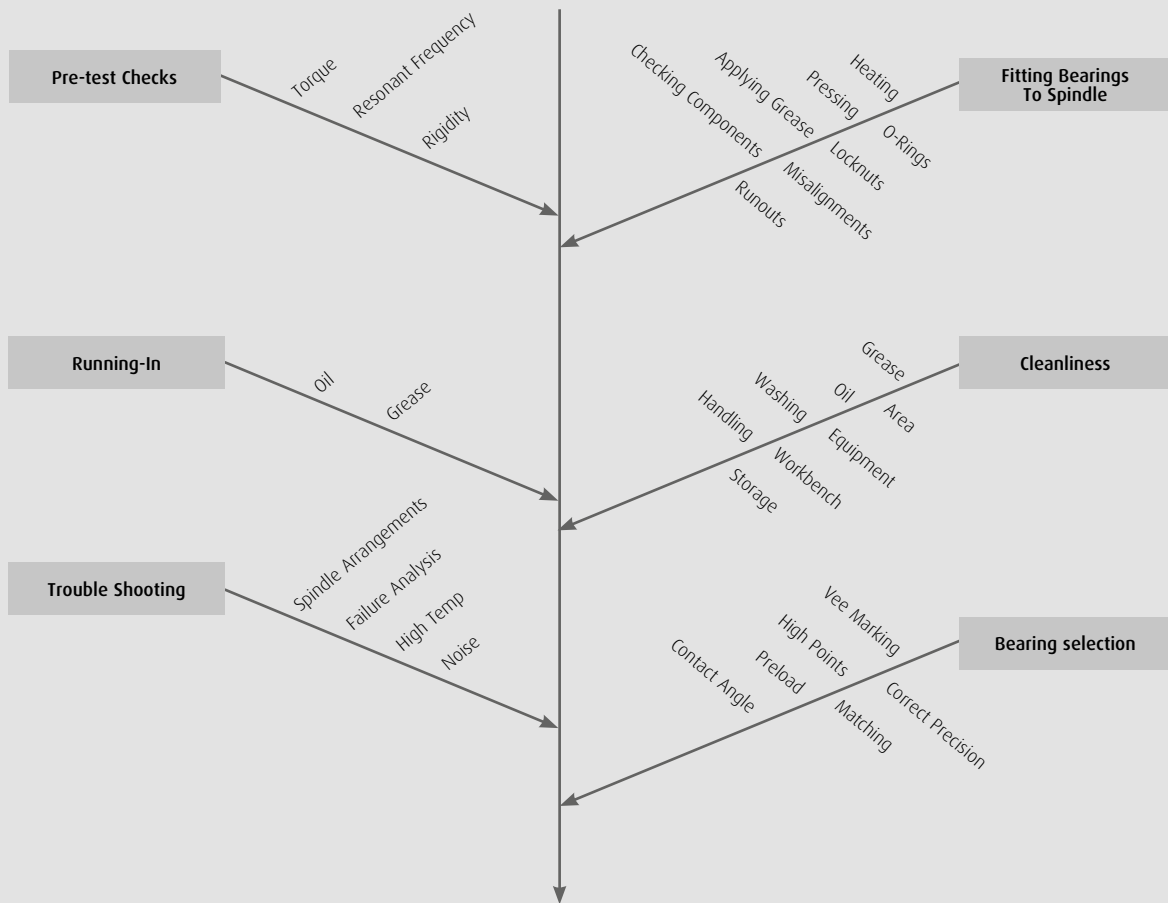 Pre-test Checks
Torque
Resonant Frequency
Rigidity
Fitting Bearings
To Spindle
Heating
Pressing
Applying Grease
Checking Components
O-Rings
Locknuts
Misalignments
Runouts
Running-In
Oil
Grease
Cleanliness
Grease
Oil
Washing
Handling
Area
Equipment
Workbench
Storage
Trouble Shooting
Spindle Arrangements
Failure Analysis
High Temp
Noise
Bearing selection
Vee Marking
High Points
Preload
Contact Angle
Correct Precision
Matching